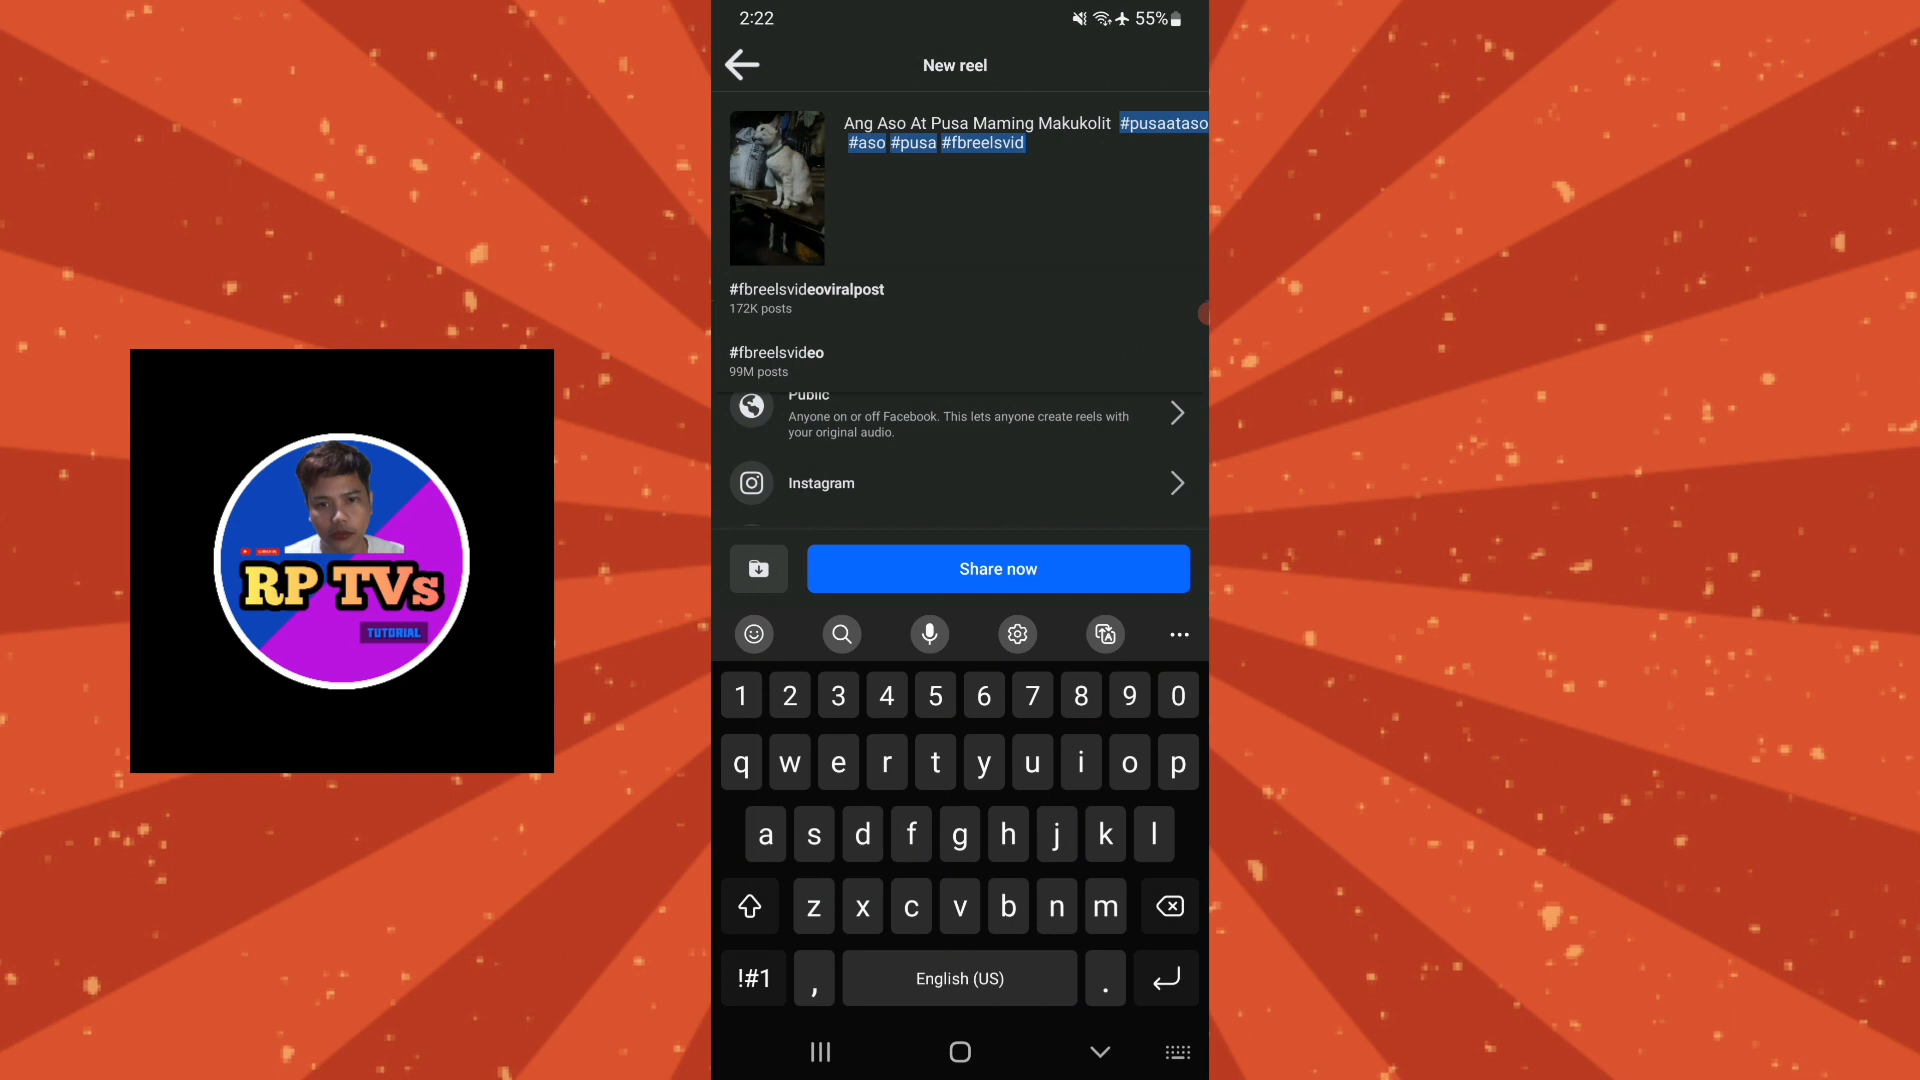 2:22
55%
New reel
Ang Aso At Pusa Maming Makukolit #pusaataso
#aso #pusa #fbreelsvid
#fbreelsvideoviralpost
172K posts
#fbreelsvideo
99M posts
Public
Anyone on or off Facebook. This lets anyone create reels with
your original audio.
Instagram
Share now
RP TVs
TUTORIAL
1 2 3 4 5 6 7 8 9 0
q w e r t y u i o p
a s d f g h j k l
z x c v b n m
!#1 , English (US) .